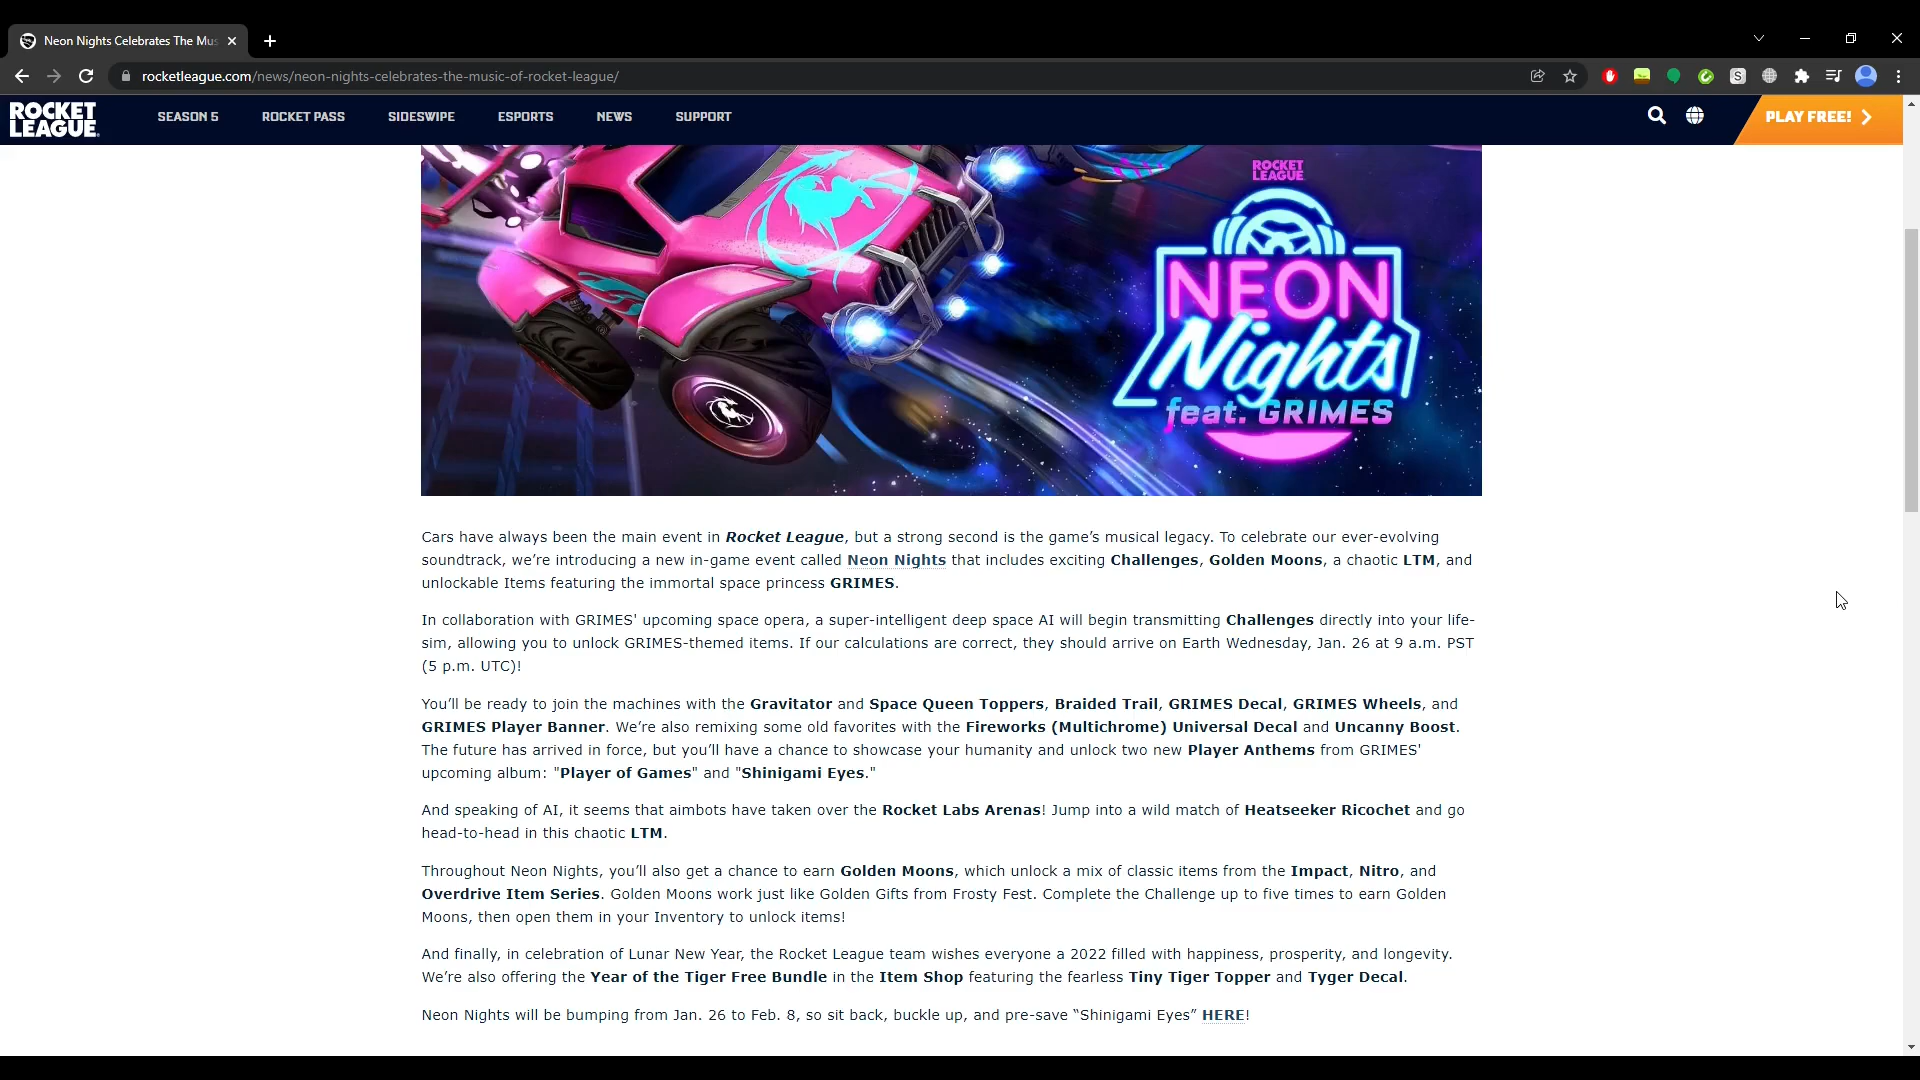 Neon Nights Celebrates The Mus
rocketleague.com/news/neon-nights-celebrates-the-music-of-rocket-league/
S
ROCKET
LEAGUE.
SEASON 5
ROCKET PASS
SIDESWIPE
ESPORTS
NEWS
SUPPORT
PLAY FREE!
ROCKET
LEAGUE
NEON
Nights
feat. GRIMES
Cars have always been the main event in Rocket League, but a strong second is the game’s musical legacy. To celebrate our ever-evolving
soundtrack, we’re introducing a new in-game event called Neon Nights that includes exciting Challenges, Golden Moons, a chaotic LTM, and
unlockable Items featuring the immortal space princess GRIMES.
In collaboration with GRIMES' upcoming space opera, a super-intelligent deep space AI will begin transmitting Challenges directly into your life-
sim, allowing you to unlock GRIMES-themed items. If our calculations are correct, they should arrive on Earth Wednesday, Jan. 26 at 9 a.m. PST
(5 p.m. UTC)!
You’ll be ready to join the machines with the Gravitator and Space Queen Toppers, Braided Trail, GRIMES Decal, GRIMES Wheels, and
GRIMES Player Banner. We’re also remixing some old favorites with the Fireworks (Multichrome) Universal Decal and Uncanny Boost.
The future has arrived in force, but you’ll have a chance to showcase your humanity and unlock two new Player Anthems from GRIMES'
upcoming album: "Player of Games" and "Shinigami Eyes."
And speaking of AI, it seems that aimbots have taken over the Rocket Labs Arenas! Jump into a wild match of Heatseeker Ricochet and go
head-to-head in this chaotic LTM.
Throughout Neon Nights, you’ll also get a chance to earn Golden Moons, which unlock a mix of classic items from the Impact, Nitro, and
Overdrive Item Series. Golden Moons work just like Golden Gifts from Frosty Fest. Complete the Challenge up to five times to earn Golden
Moons, then open them in your Inventory to unlock items!
And finally, in celebration of Lunar New Year, the Rocket League team wishes everyone a 2022 filled with happiness, prosperity, and longevity.
We’re also offering the Year of the Tiger Free Bundle in the Item Shop featuring the fearless Tiny Tiger Topper and Tyger Decal.
Neon Nights will be bumping from Jan. 26 to Feb. 8, so sit back, buckle up, and pre-save “Shinigami Eyes” HERE!